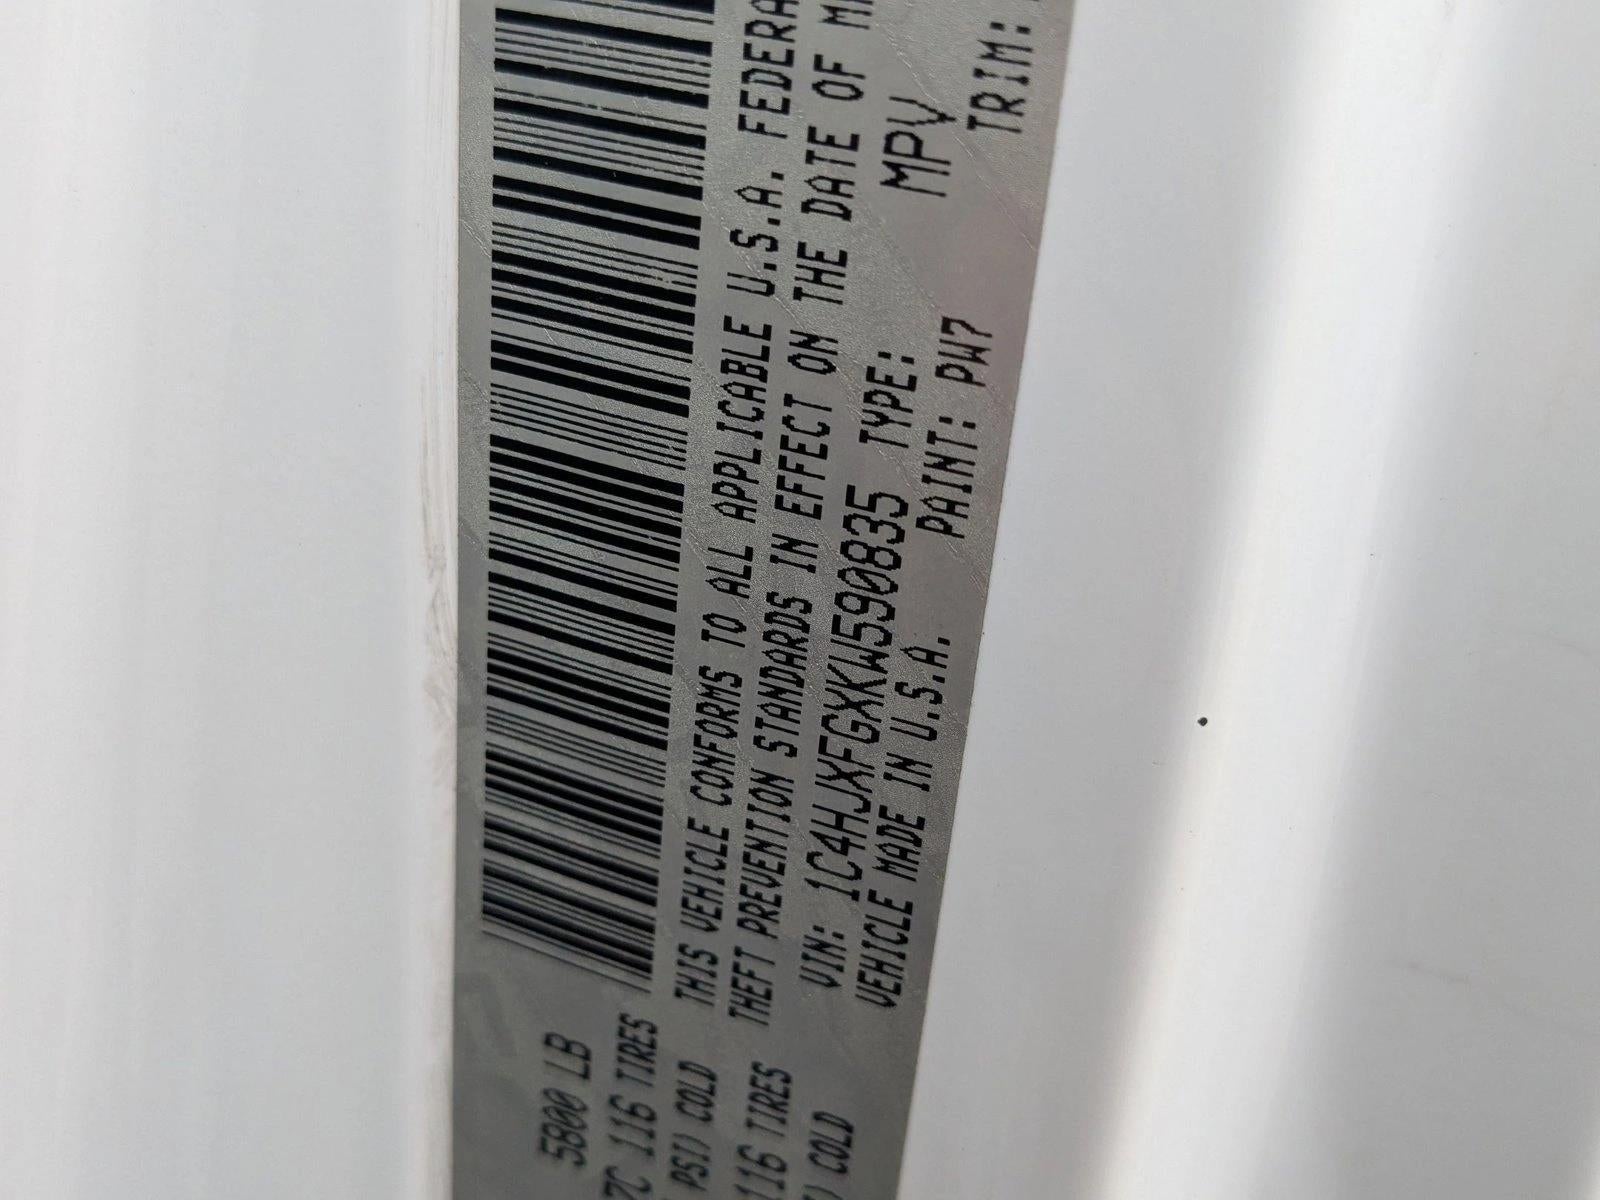 5800 LB
7C 116 TIRES
PSI) COLD
116 TIRES
COLD
THIS VEHICLE CONFORMS TO ALL APPLICABLE U.S.A. FEDERA
THEFT PREVENTION STANDARDS IN EFFECT ON THE DATE OF
VIN: 1C4HJXFGXKW590835 TYPE: MPV
VEHICLE MADE IN U.S.A. PAINT: PW7 TRIM: